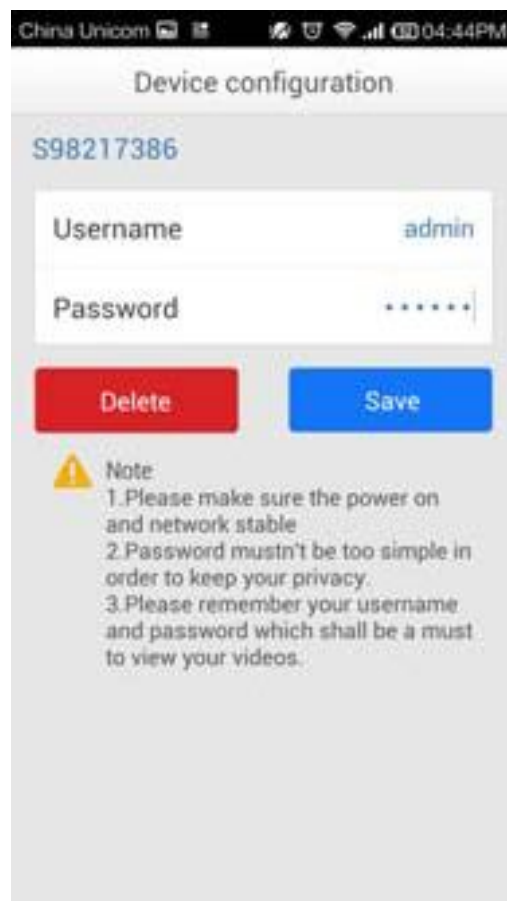 China Unicom 04:44PM
Device configuration
S98217386
Username admin
Password ••••••
Delete Save
Note
1.Please make sure the power on
and network stable
2.Password mustn't be too simple in
order to keep your privacy.
3.Please remember your username
and password which shall be a must
to view your videos.